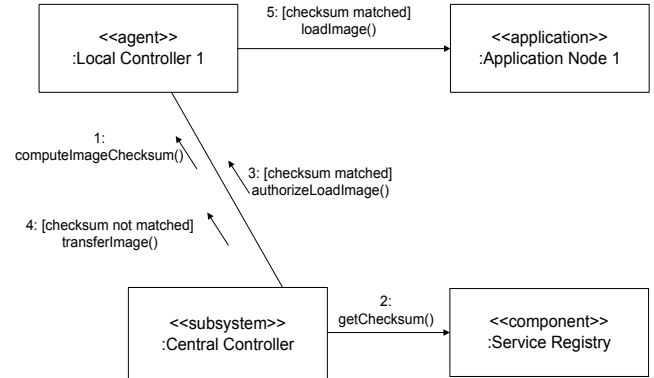 5: [checksum matched]
loadImage()
<<agent>>
:Local Controller 1
<<application>>
:Application Node 1
1:
computeImageChecksum()
3: [checksum matched]
authorizeLoadImage()
4: [checksum not matched]
transferImage()
<<subsystem>>
:Central Controller
2:
getChecksum()
<<component>>
:Service Registry